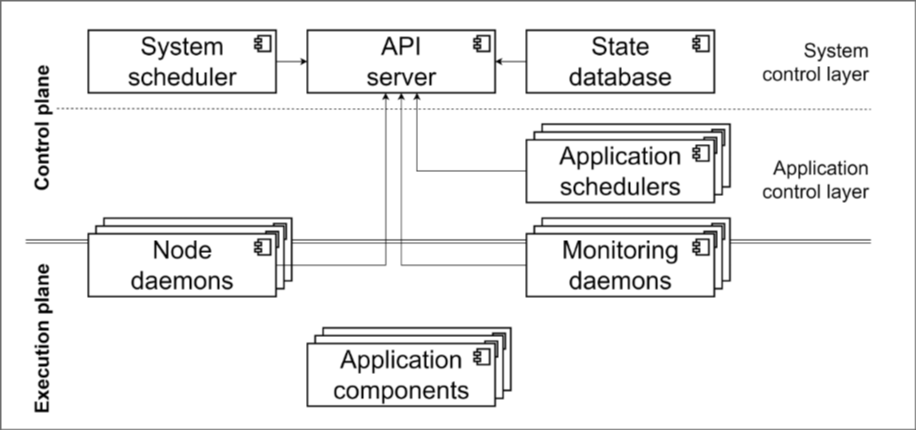 System
scheduler
API
server
State
database
System
control layer
Control plane
Application
schedulers
Application
control layer
Node
daemons
Monitoring
daemons
Execution plane
Application
components